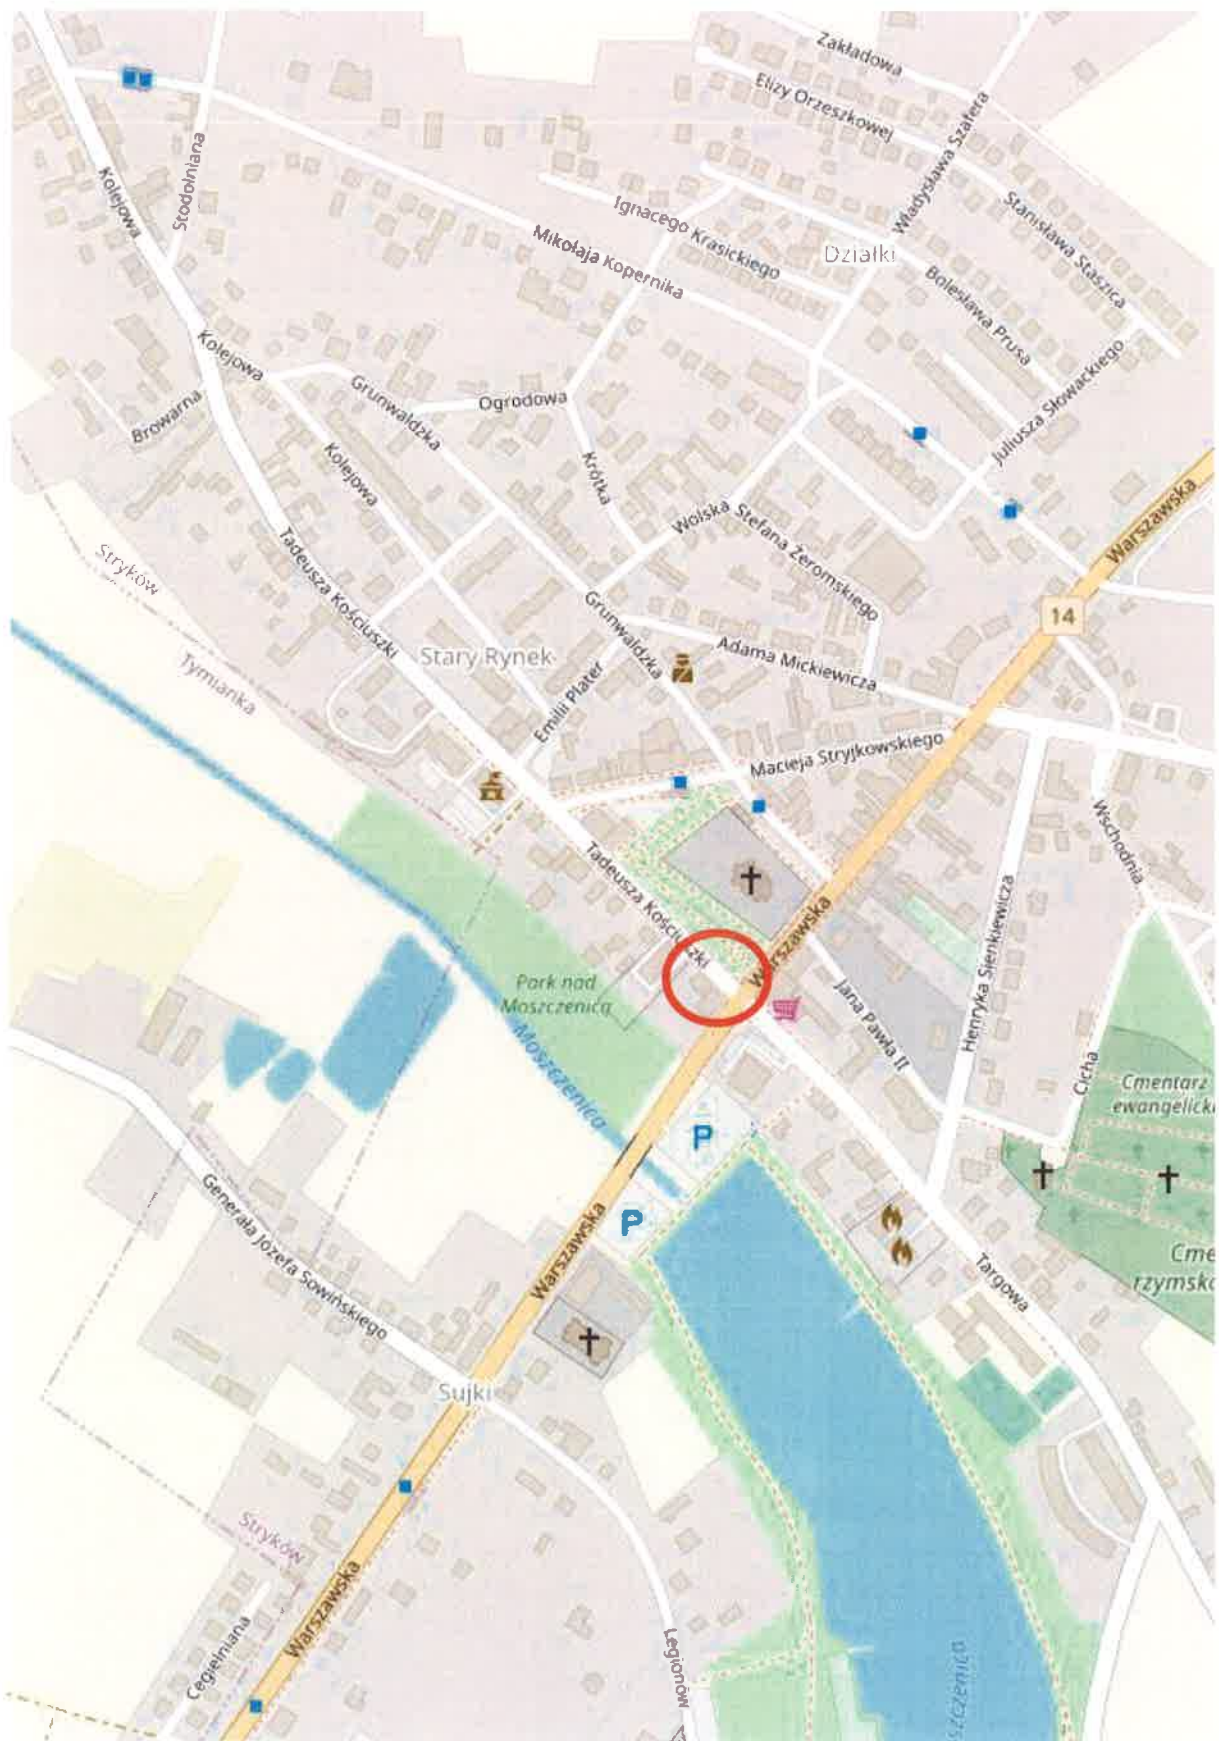 Zakładowa
Elizy Orzeszkowej
Władysława Szafera
Stodolniana
Kolejowa
Ignacego Krasickiego
Stanisława Staszica
Mikołaja Kopernika
Działki
Bolesława Prusa
Kolejowa
Juliusza Słowackiego
Grunwaldzka
Ogrodowa
Browarna
Kolejowa
Krótka
Warszawska
Wolska
Stefana Żeromskiego
Tadeusza Kościuszki
Stryków
Grunwaldzka
14
Stary Rynek
Adama Mickiewicza
Tymianka
Emilii Plater
Macieja Stryjkowskiego
Wschodnia
Tadeusza Kościuszki
Warszawska
Henryka Sienkiewicza
Park nad
Moszczenicą
Jana Pawła II
Moszczenica
Cicha
Cmentarz
ewangelicki
P
Generała Józefa Sowińskiego
P
Warszawska
Targowa
Cme
rzymsko
Sujki
Stryków
Warszawska
Cegielniana
Legionów
szczenica